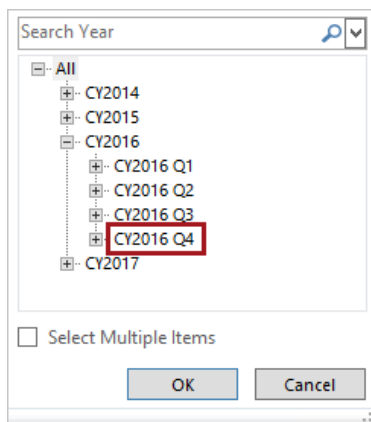 Search Year
All
CY2014
CY2015
CY2016
CY2016 Q1
CY2016 Q2
CY2016 Q3
CY2016 Q4
CY2017
Select Multiple Items
OK Cancel